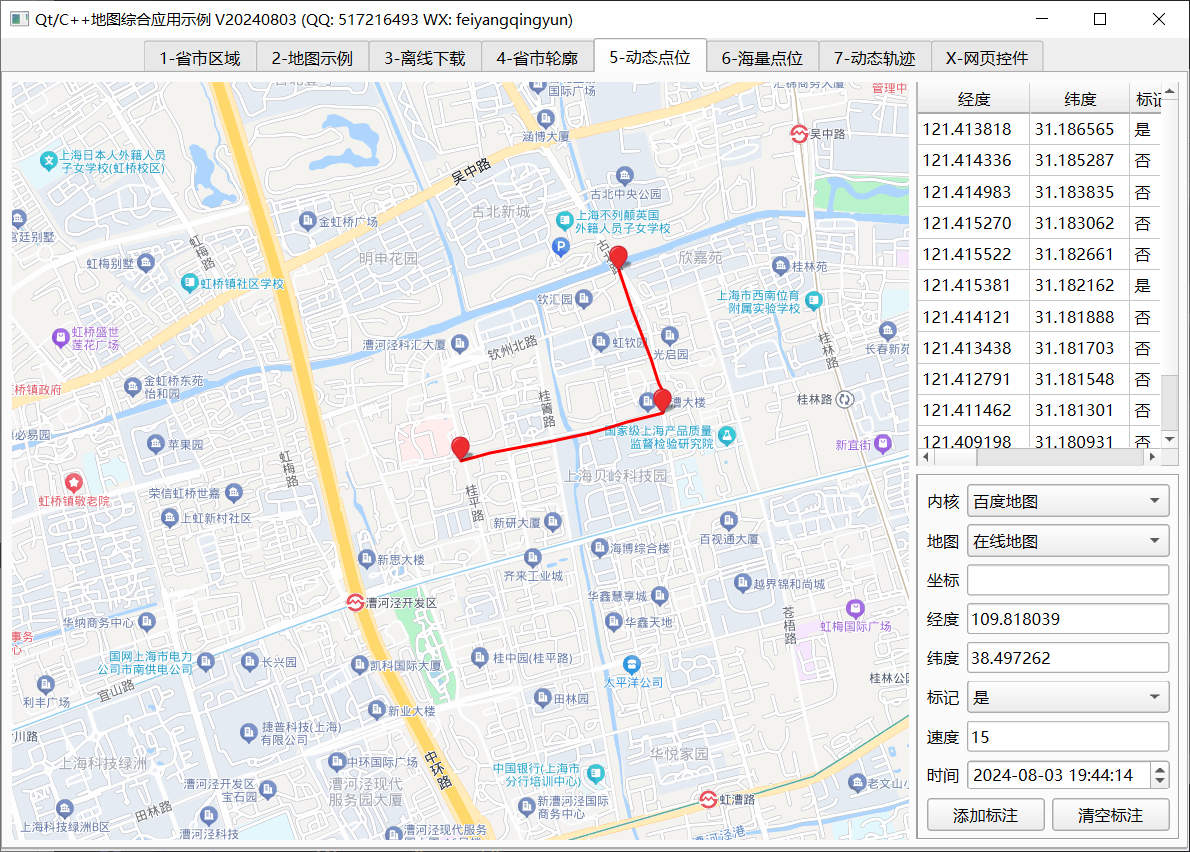 Qt/C++地图综合应用示例 V20240803 (QQ: 517216493 WX: feiyangqingyun)
1-省市区域
2-地图示例
3-离线下载
4-省市轮廓
5-动态点位
6-海量点位
7-动态轨迹
X-网页控件
国际广场
汇锦商务大厦
管理中
涵博大厦
吴中路
吴中路
上海日本人外籍人员
子女学校(虹桥校区)
古北中央公园
古北新城
上海不列颠英国
外籍人员子女学校
金虹桥广场
宫廷别墅
虹梅路
虹梅别墅
明申花园
欣嘉苑
桂林苑
虹桥镇社区学校
钦汇园
上海市西南位育
附属实验学校
虹桥盛世
莲花广场
漕河泾科汇大厦
钦州北路
虹钦园
光启园
桂林路
长春新苑
金虹桥东苑
怡和园
虹桥镇政府
桂箐路
漕大楼
桂林路
必易园
苹果园
国家级上海产品质量
监督检验研究院
新宜街
虹梅路
上海贝岭科技园
虹桥镇敬老院
荣信虹桥世嘉
上虹新村社区
桂平路
新研大厦
百视通大厦
新思大楼
海博综合楼
齐来工业城
越界锦和尚城
漕河泾开发区
华鑫慧享城
华鑫天地
苍梧路
虹梅国际广场
华纳商务中心
事务
心
国网上海市电力
公司市南供电公司
长兴园
凯科国际大厦
桂中园(桂平路)
太平洋公司
桂林公园
利丰广场
宜山路
田林园
新业大楼
川路
捷普科技(上海)
有限公司
上海科技绿洲
中环国际广场
中环路
华悦家园
漕河泾开发区
宝石园
漕河泾现代
服务园大厦
中国银行(上海市
分行培训中心)
老文山
新漕河泾国际
商务中心
虹漕路
田林路
上海科技绿洲B区
漕河泾科技
漕河泾现代服务
漕河泾港
经度 纬度 标记
121.413818 31.186565 是
121.414336 31.185287 否
121.414983 31.183835 否
121.415270 31.183062 否
121.415522 31.182661 否
121.415381 31.182162 是
121.414121 31.181888 否
121.413438 31.181703 否
121.412791 31.181548 否
121.411462 31.181301 否
121.409198 31.180931 否
内核 百度地图
地图 在线地图
坐标
经度 109.818039
纬度 38.497262
标记 是
速度 15
时间 2024-08-03 19:44:14
添加标注 清空标注